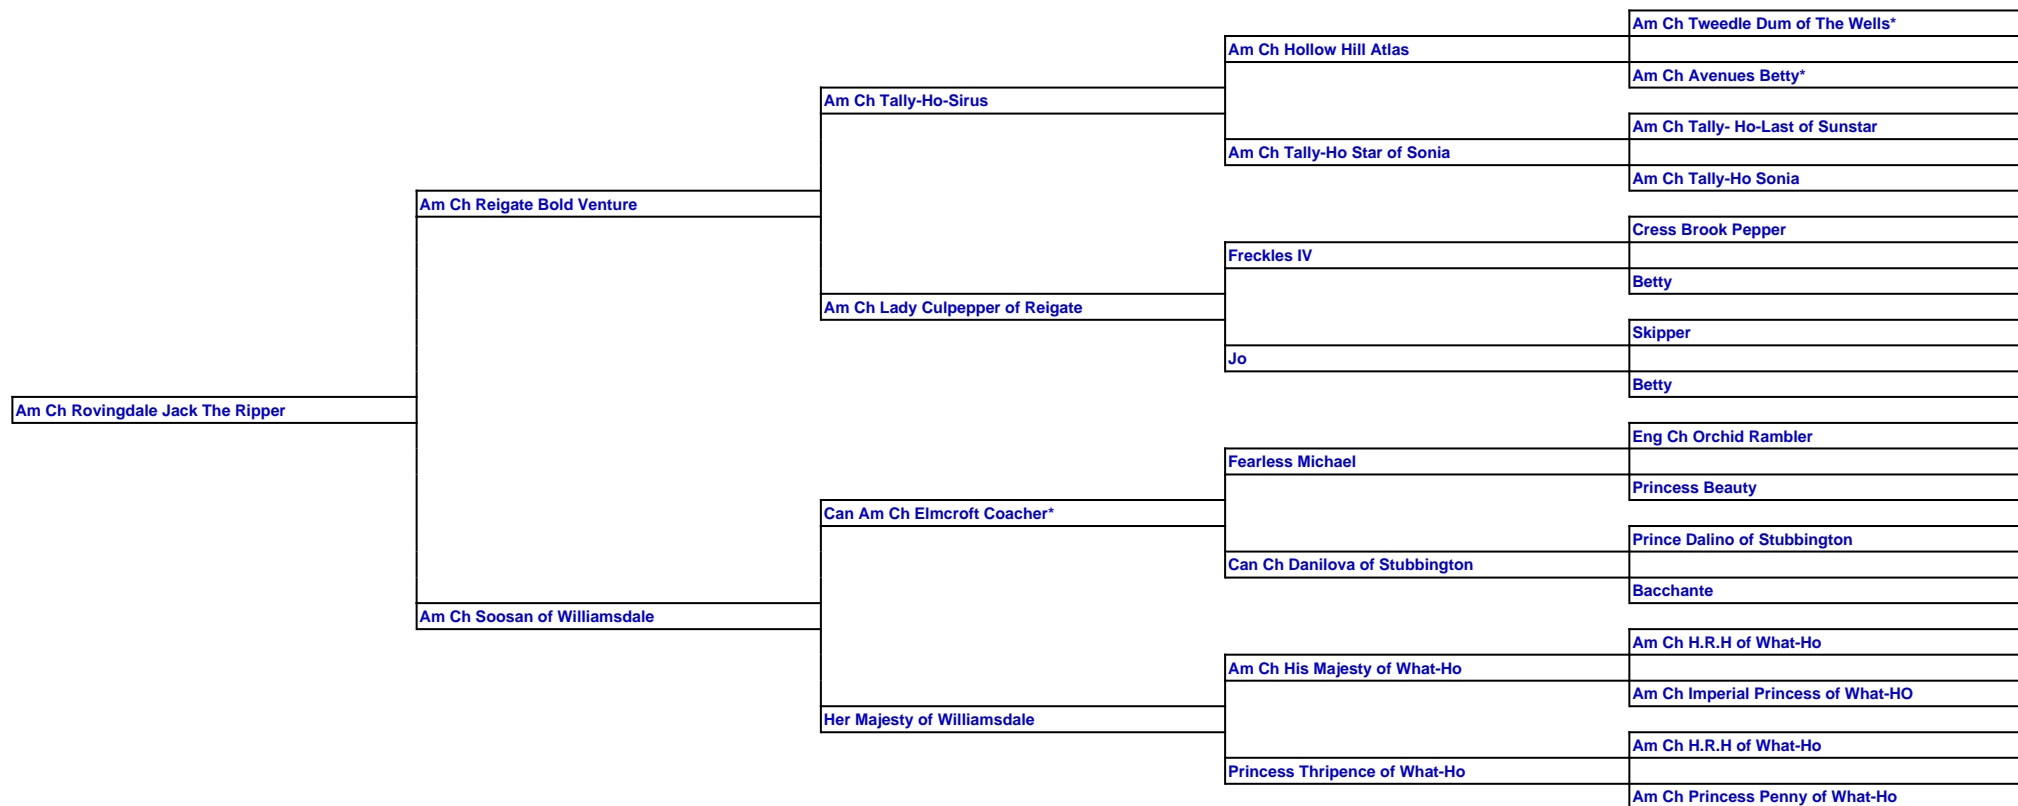 Am Ch Tweedle Dum of The Wells*
Am Ch Hollow Hill Atlas
Am Ch Avenues Betty*
Am Ch Tally-Ho-Sirus
Am Ch Tally- Ho-Last of Sunstar
Am Ch Tally-Ho Star of Sonia
Am Ch Tally-Ho Sonia
Am Ch Reigate Bold Venture
Cress Brook Pepper
Freckles IV
Betty
Am Ch Lady Culpepper of Reigate
Skipper
Jo
Betty
Am Ch Rovingdale Jack The Ripper
Eng Ch Orchid Rambler
Fearless Michael
Princess Beauty
Can Am Ch Elmcroft Coacher*
Prince Dalino of Stubbington
Can Ch Danilova of Stubbington
Bacchante
Am Ch Soosan of Williamsdale
Am Ch H.R.H of What-Ho
Am Ch His Majesty of What-Ho
Am Ch Imperial Princess of What-HO
Her Majesty of Williamsdale
Am Ch H.R.H of What-Ho
Princess Thripence of What-Ho
Am Ch Princess Penny of What-Ho